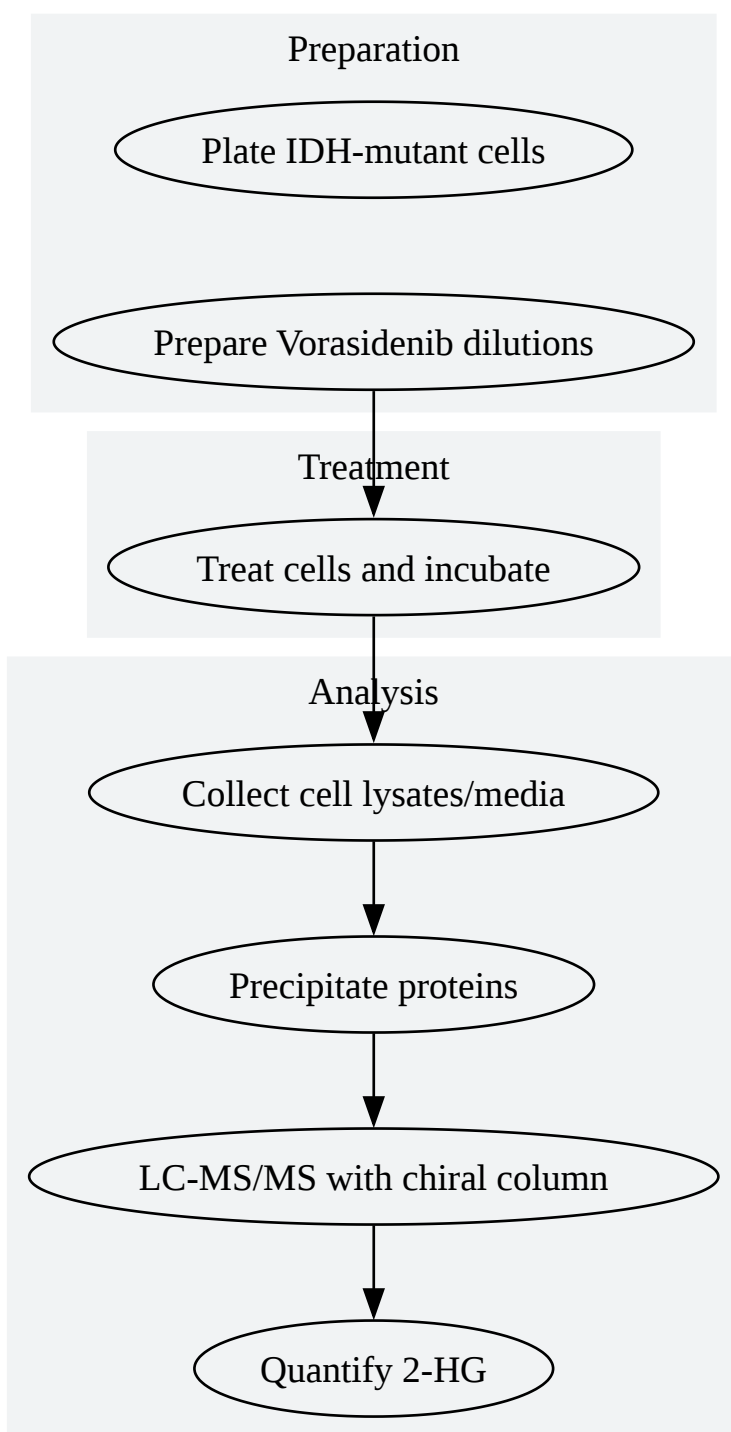 Preparation
Plate IDH-mutant cells
Prepare Vorasidenib dilutions
Treatment
Treat cells and incubate
Analysis
Collect cell lysates/media
Precipitate proteins
LC-MS/MS with chiral column
Quantify 2-HG